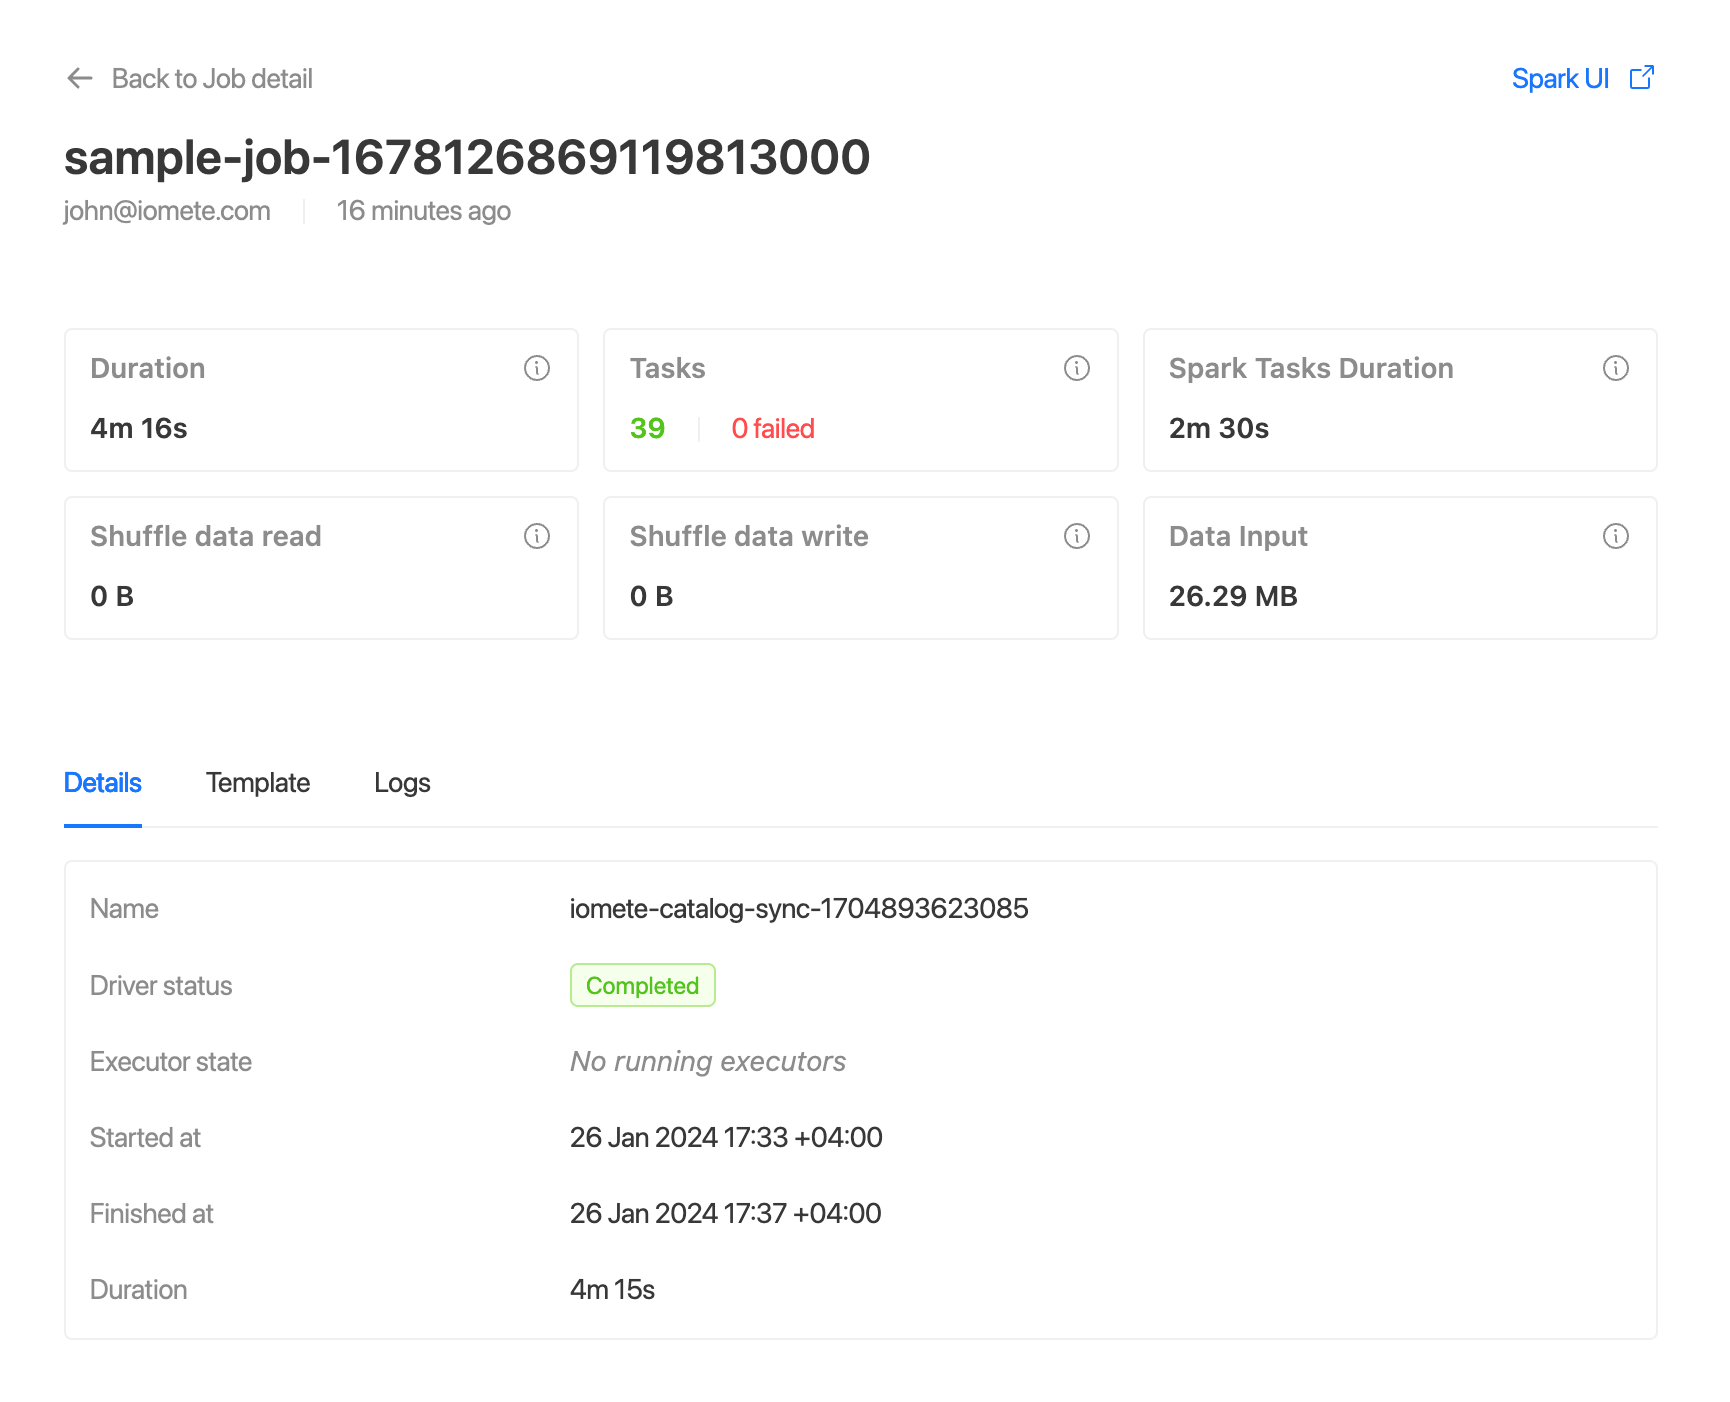 Back to Job detail
Spark UI
sample-job-1678126869119813000
john@iomete.com 16 minutes ago
Duration
4m 16s
Tasks
39 0 failed
Spark Tasks Duration
2m 30s
Shuffle data read
0 B
Shuffle data write
0 B
Data Input
26.29 MB
Details Template Logs
Name iomete-catalog-sync-1704893623085
Driver status Completed
Executor state No running executors
Started at 26 Jan 2024 17:33 +04:00
Finished at 26 Jan 2024 17:37 +04:00
Duration 4m 15s